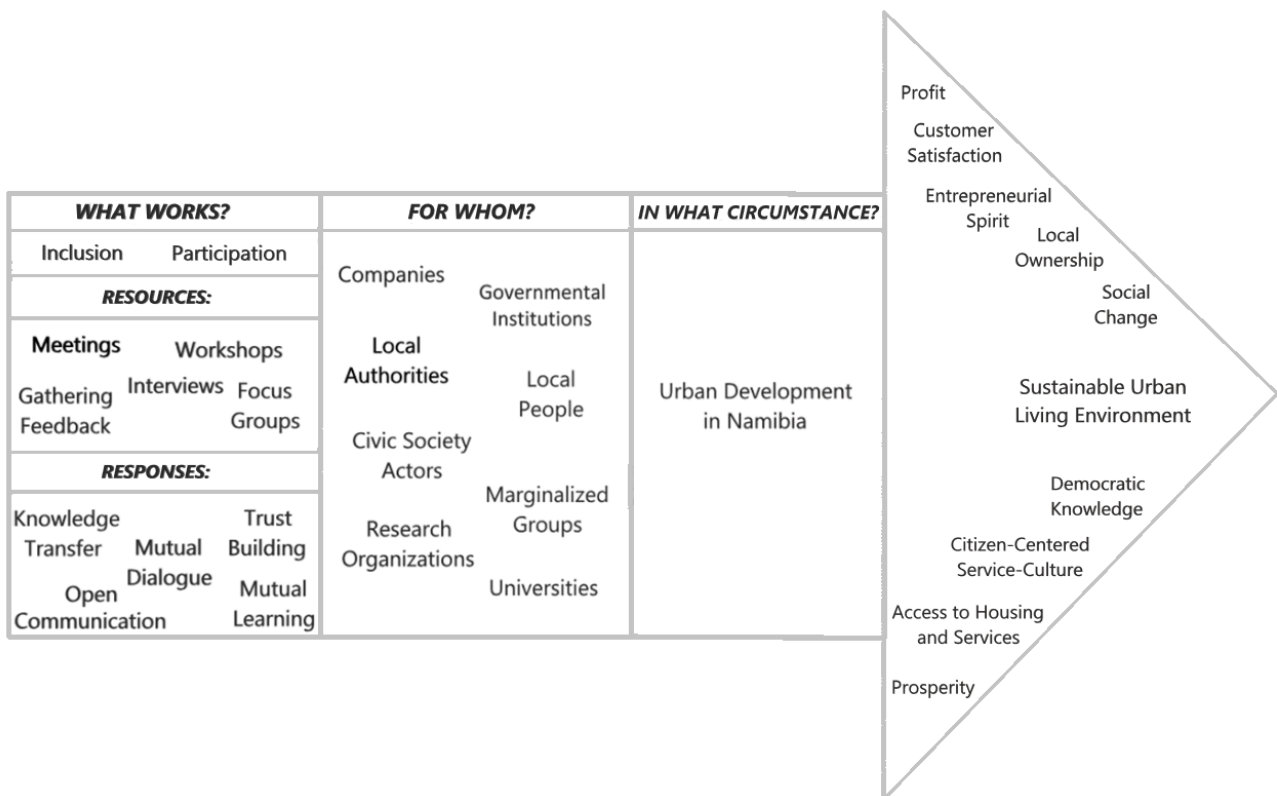 WHAT WORKS?
Inclusion
Participation
RESOURCES:
Meetings
Workshops
Gathering
Feedback
Interviews
Focus
Groups
RESPONSES:
Knowledge
Transfer
Mutual
Dialogue
Trust
Building
Open
Communication
Mutual
Learning
FOR WHOM?
Companies
Governmental
Institutions
Local
Authorities
Local
People
Civic Society
Actors
Marginalized
Groups
Research
Organizations
Universities
IN WHAT CIRCUMSTANCE?
Urban Development
in Namibia
Profit
Customer
Satisfaction
Entrepreneurial
Spirit
Local
Ownership
Social
Change
Sustainable Urban
Living Environment
Democratic
Knowledge
Citizen-Centered
Service-Culture
Access to Housing
and Services
Prosperity